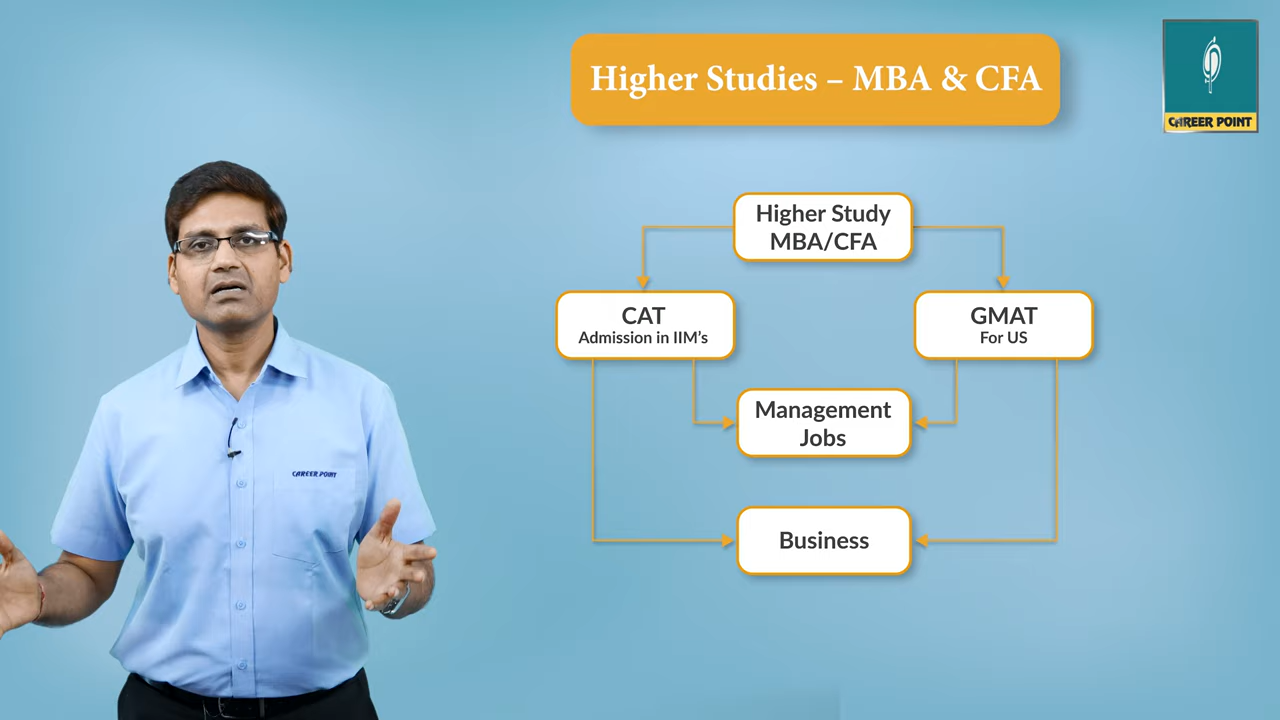 Higher Studies – MBA & CFA
CAREER POINT
Higher Study
MBA/CFA
CAT
Admission in IIM's
GMAT
For US
Management
Jobs
CAREER POINT
Business